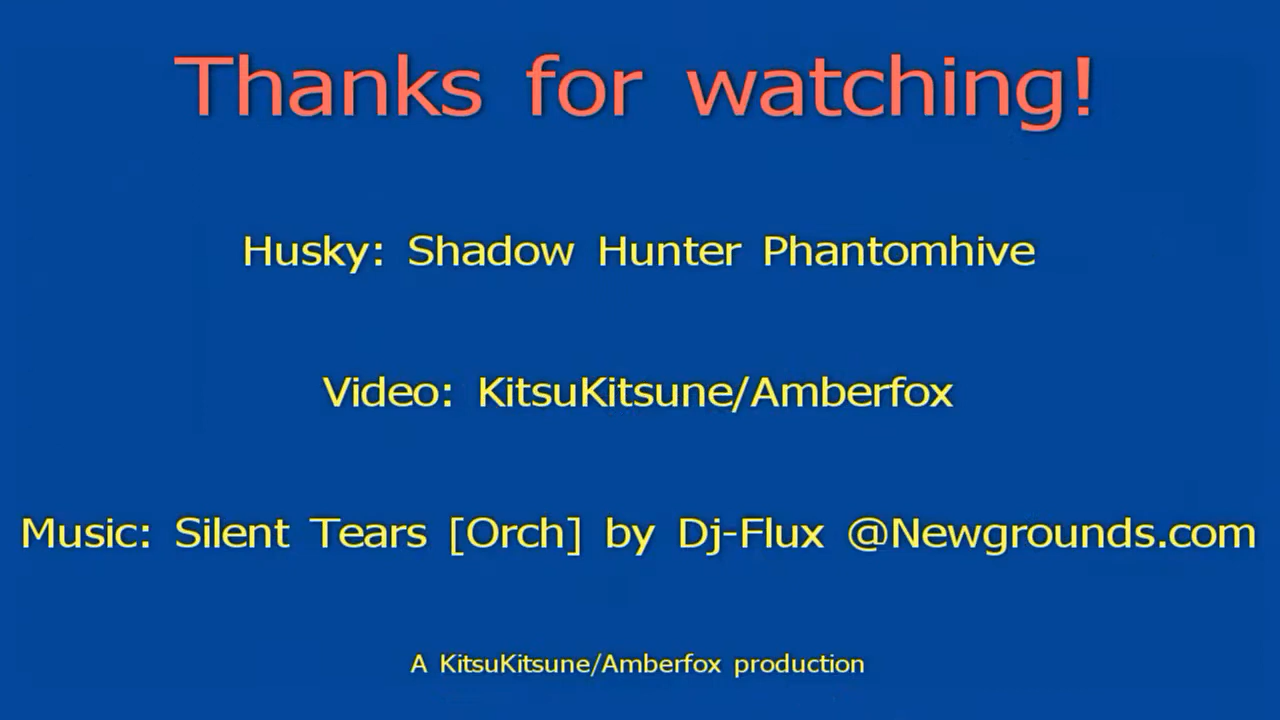 Thanks for watching!
Husky: Shadow Hunter Phantomhive
Video: KitsuKitsune/Amberfox
Music: Silent Tears [Orch] by Dj-Flux @Newgrounds.com
A KitsuKitsune/Amberfox production